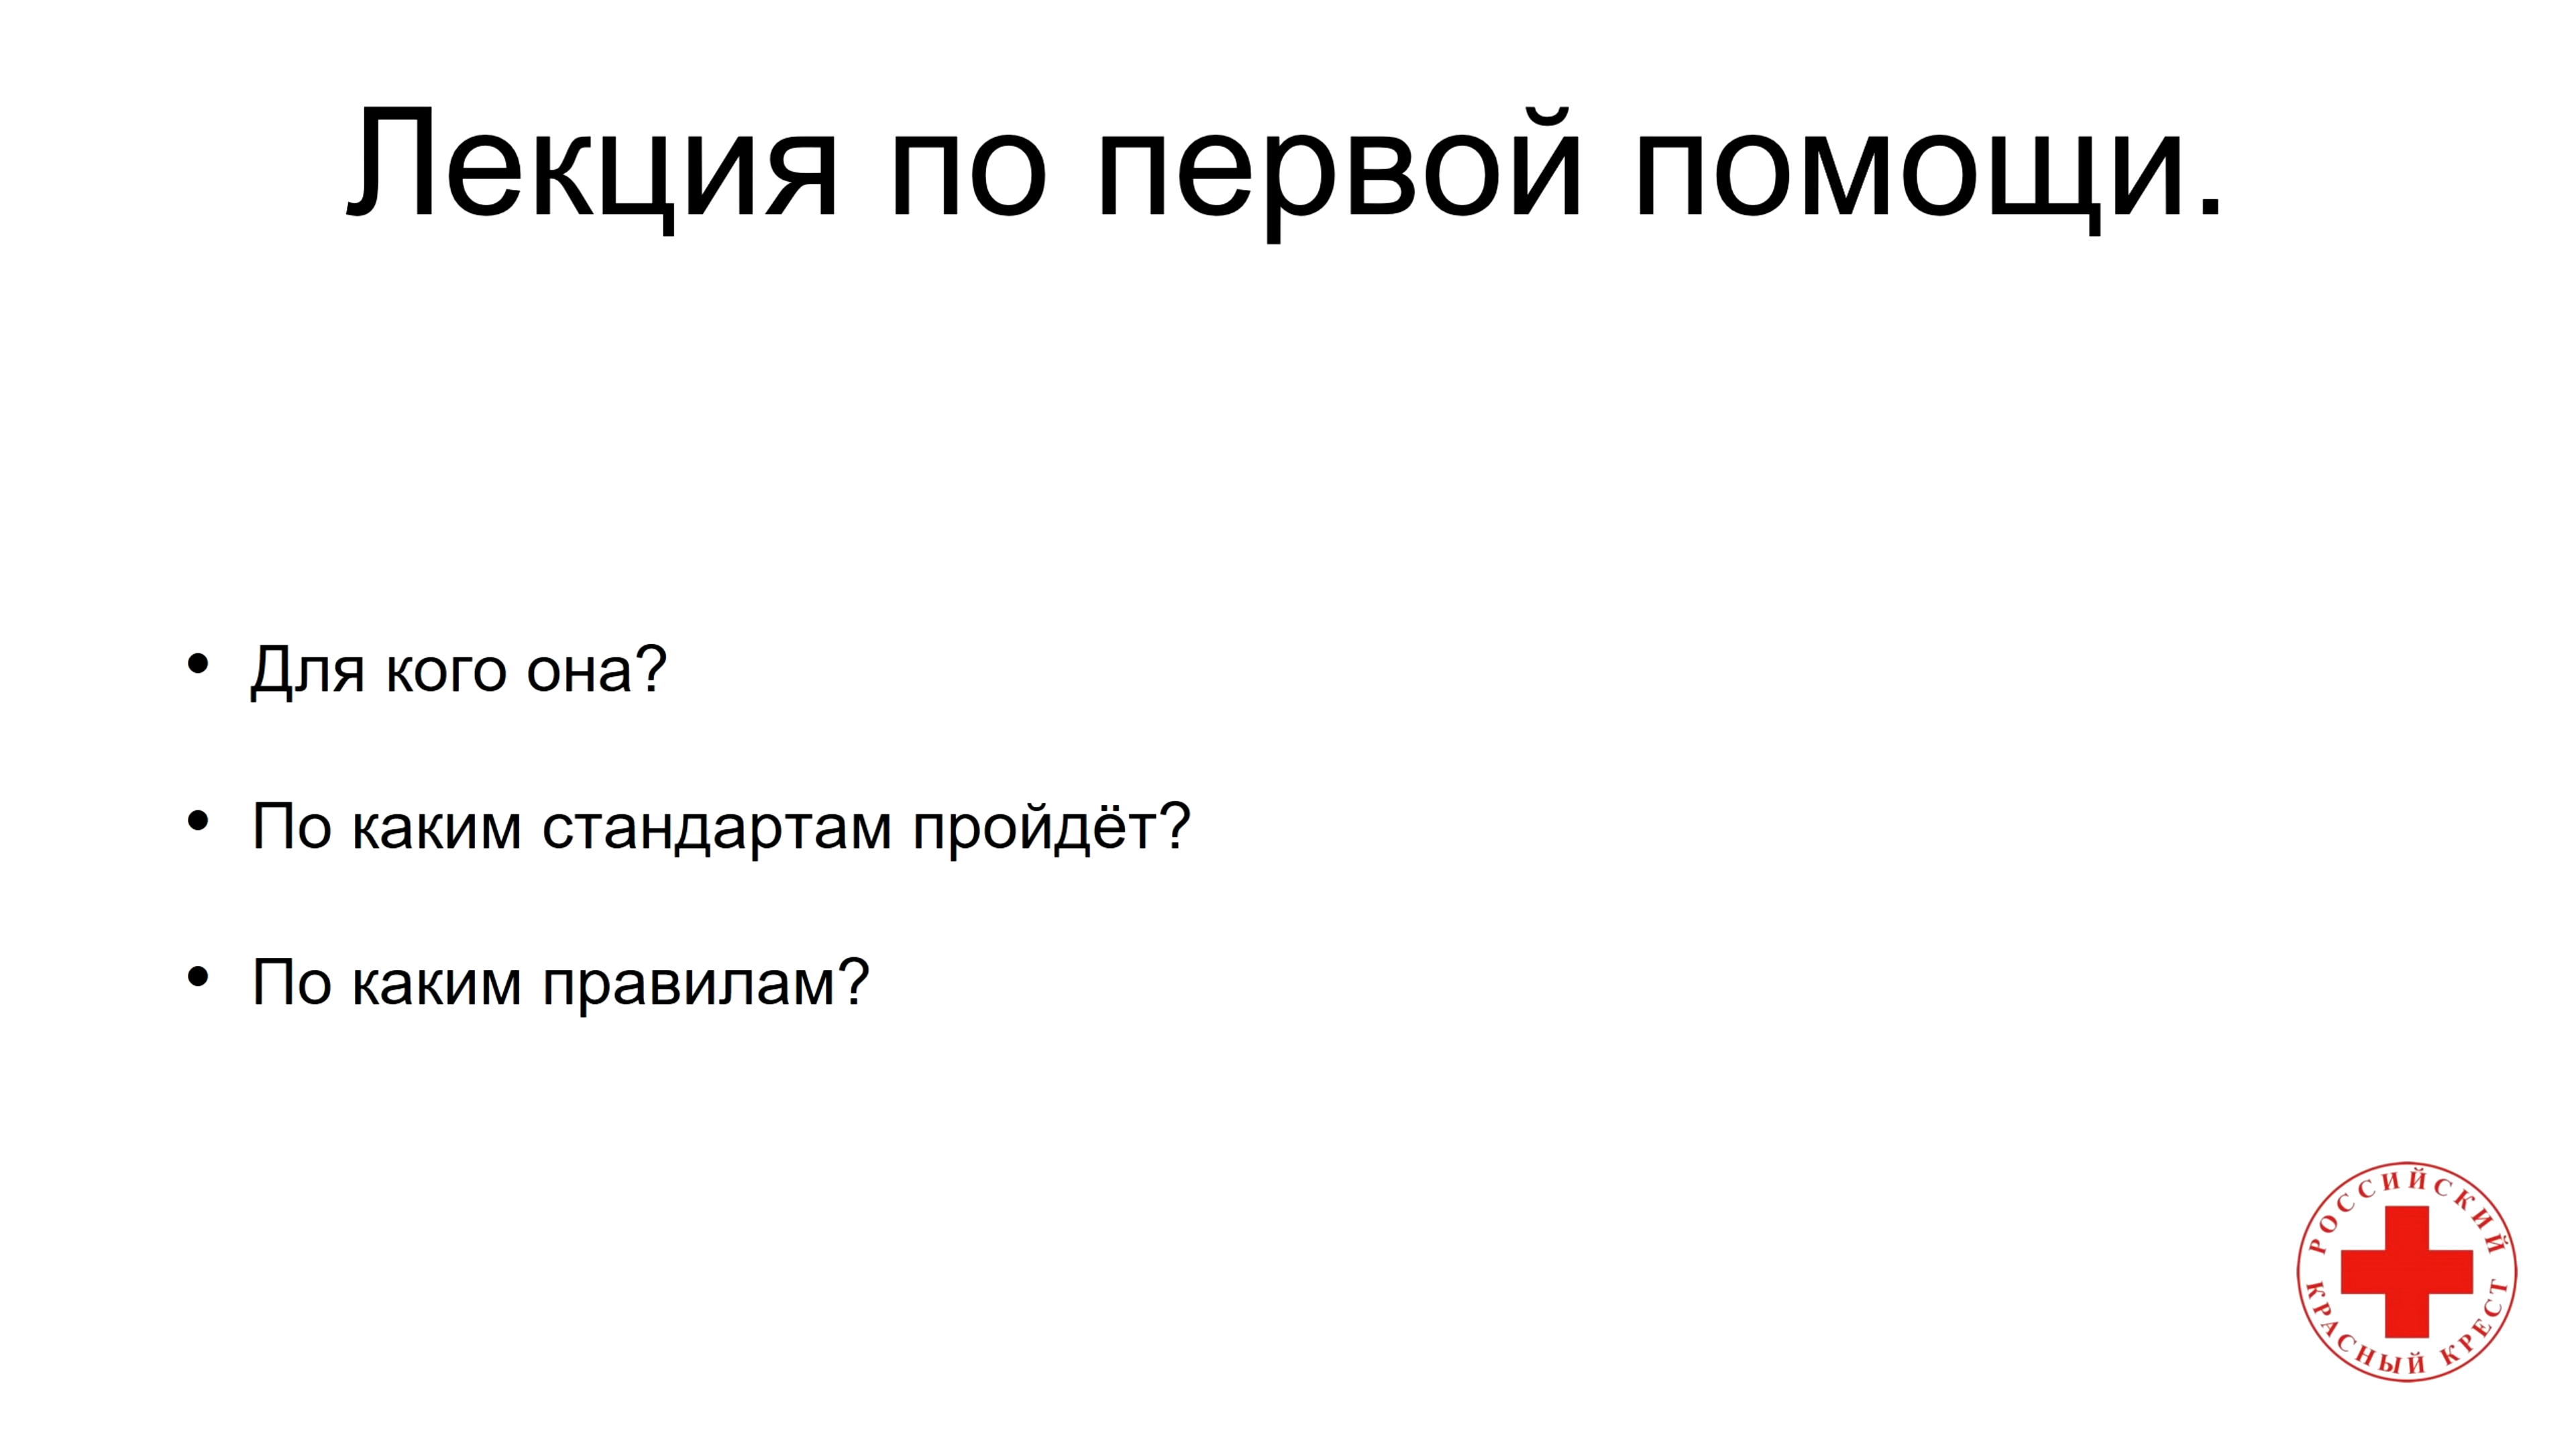 Лекция по первой помощи.
• Для кого она?
• По каким стандартам пройдёт?
• По каким правилам?
РОССИЙСКИЙ
КРАСНЫЙ КРЕСТ